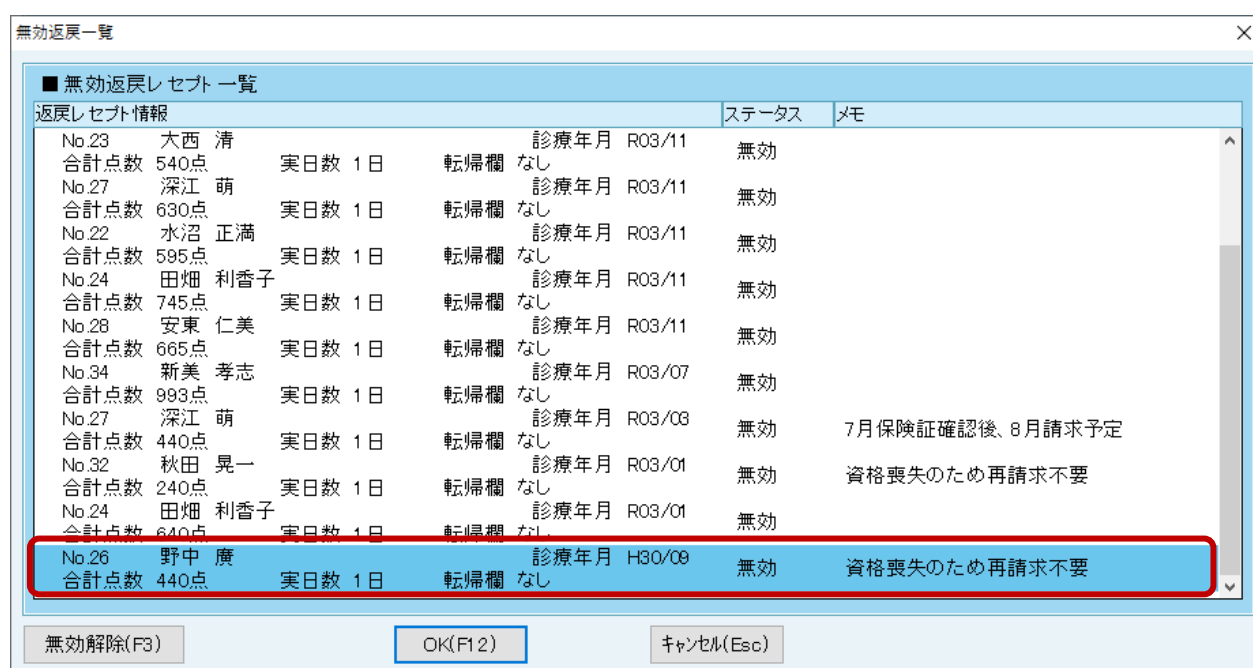 無効返戻一覧
■無効返戻レセプト一覧
返戻レセプト情報 ステータス メモ
No.23 大西 清 診療年月 R03/11
合計点数 540点 実日数 1日 転帰欄 なし 無効
No.27 深江 萌 診療年月 R03/11
合計点数 630点 実日数 1日 転帰欄 なし 無効
No.22 水沼 正満 診療年月 R03/11
合計点数 595点 実日数 1日 転帰欄 なし 無効
No.24 田畑 利香子 診療年月 R03/11
合計点数 745点 実日数 1日 転帰欄 なし 無効
No.28 安東 仁美 診療年月 R03/11
合計点数 665点 実日数 1日 転帰欄 なし 無効
No.34 新美 孝志 診療年月 R03/07
合計点数 993点 実日数 1日 転帰欄 なし 無効
No.27 深江 萌 診療年月 R03/03
合計点数 440点 実日数 1日 転帰欄 なし 無効 7月保険証確認後、8月請求予定
No.32 秋田 晃一 診療年月 R03/01
合計点数 240点 実日数 1日 転帰欄 なし 無効 資格喪失のため再請求不要
No.24 田畑 利香子 診療年月 R03/01
合計点数 640点 実日数 1日 転帰欄 なし 無効
No.26 野中 廣 診療年月 H30/09
合計点数 440点 実日数 1日 転帰欄 なし 無効 資格喪失のため再請求不要
無効解除(F3) OK(F12) キャンセル(Esc)